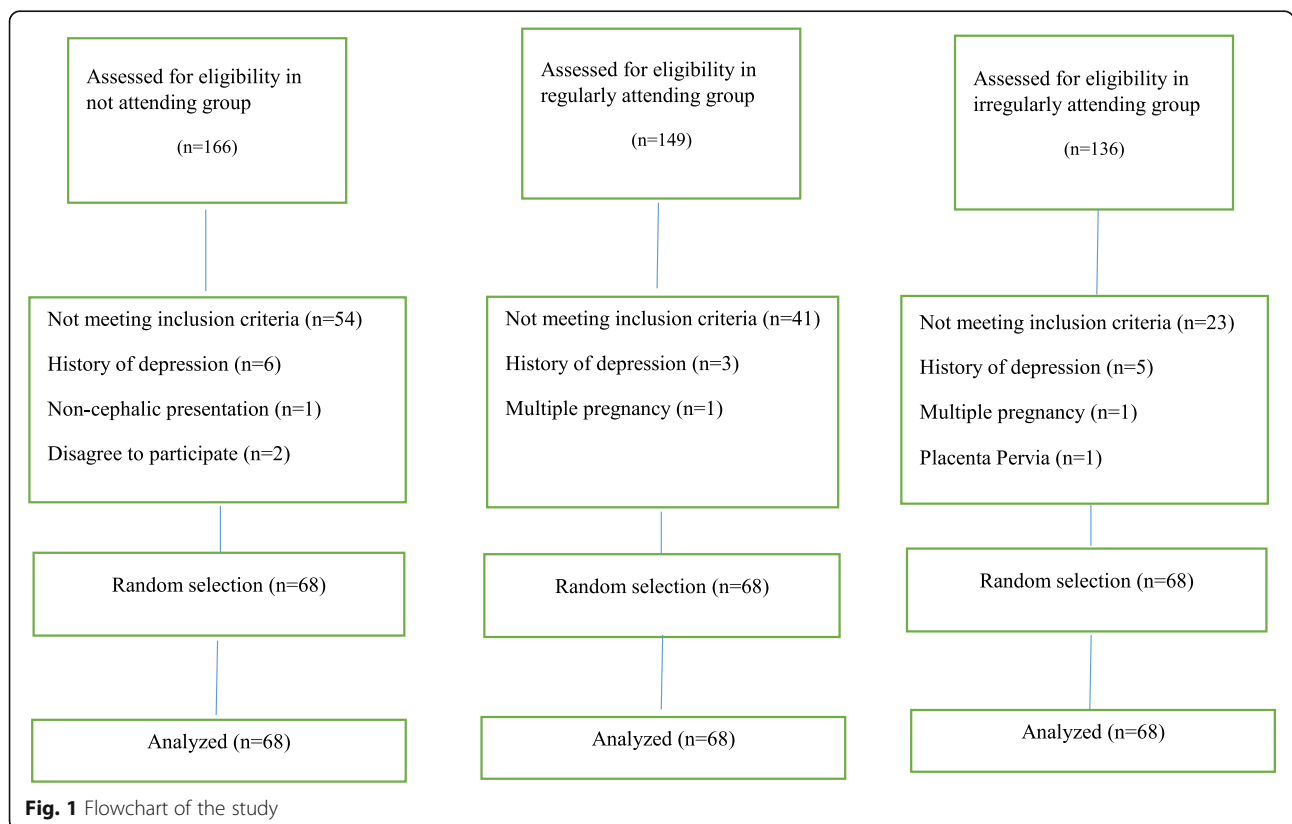 Assessed for eligibility in
not attending group
(n=166)
Assessed for eligibility in
regularly attending group
(n=149)
Assessed for eligibility in
irregularly attending group
(n=136)
Not meeting inclusion criteria (n=54)
History of depression (n=6)
Non-cephalic presentation (n=1)
Disagree to participate (n=2)
Not meeting inclusion criteria (n=41)
History of depression (n=3)
Multiple pregnancy (n=1)
Not meeting inclusion criteria (n=23)
History of depression (n=5)
Multiple pregnancy (n=1)
Placenta Pervia (n=1)
Random selection (n=68)
Random selection (n=68)
Random selection (n=68)
Analyzed (n=68)
Analyzed (n=68)
Analyzed (n=68)
Fig. 1 Flowchart of the study